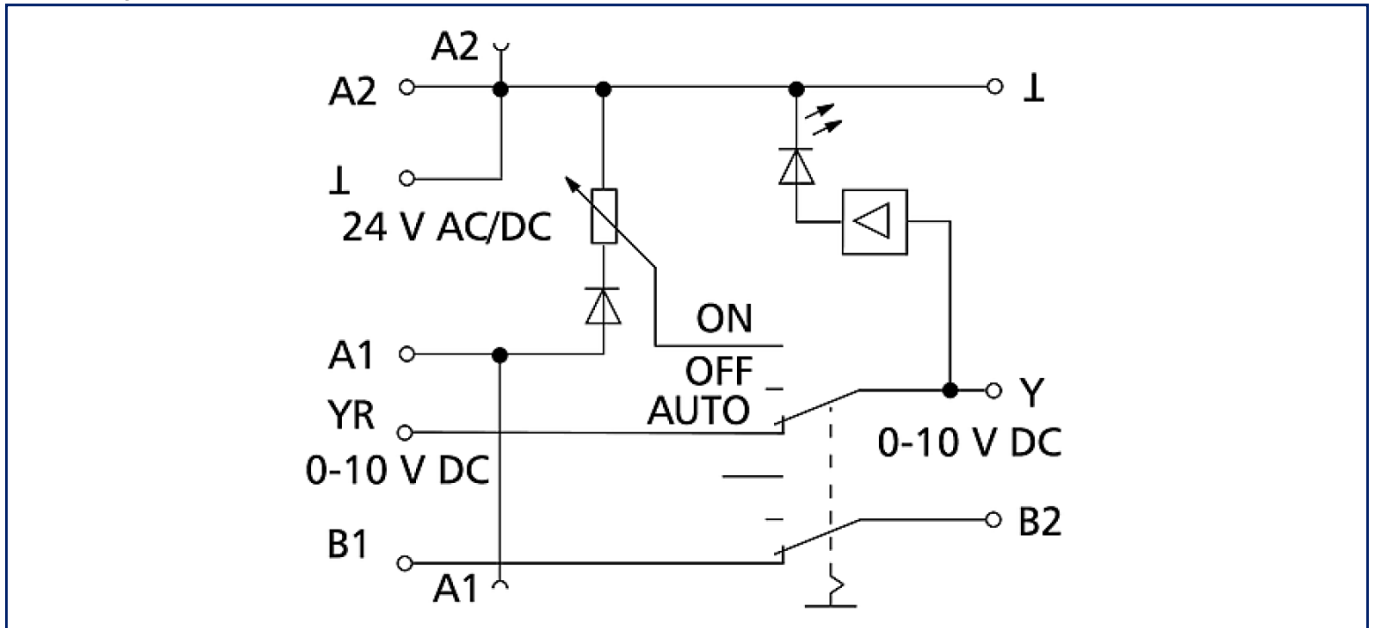 A2
A2
⊥
⊥
24 V AC/DC
ON
A1
OFF
YR
AUTO
Y
0-10 V DC
0-10 V DC
B1
B2
A1